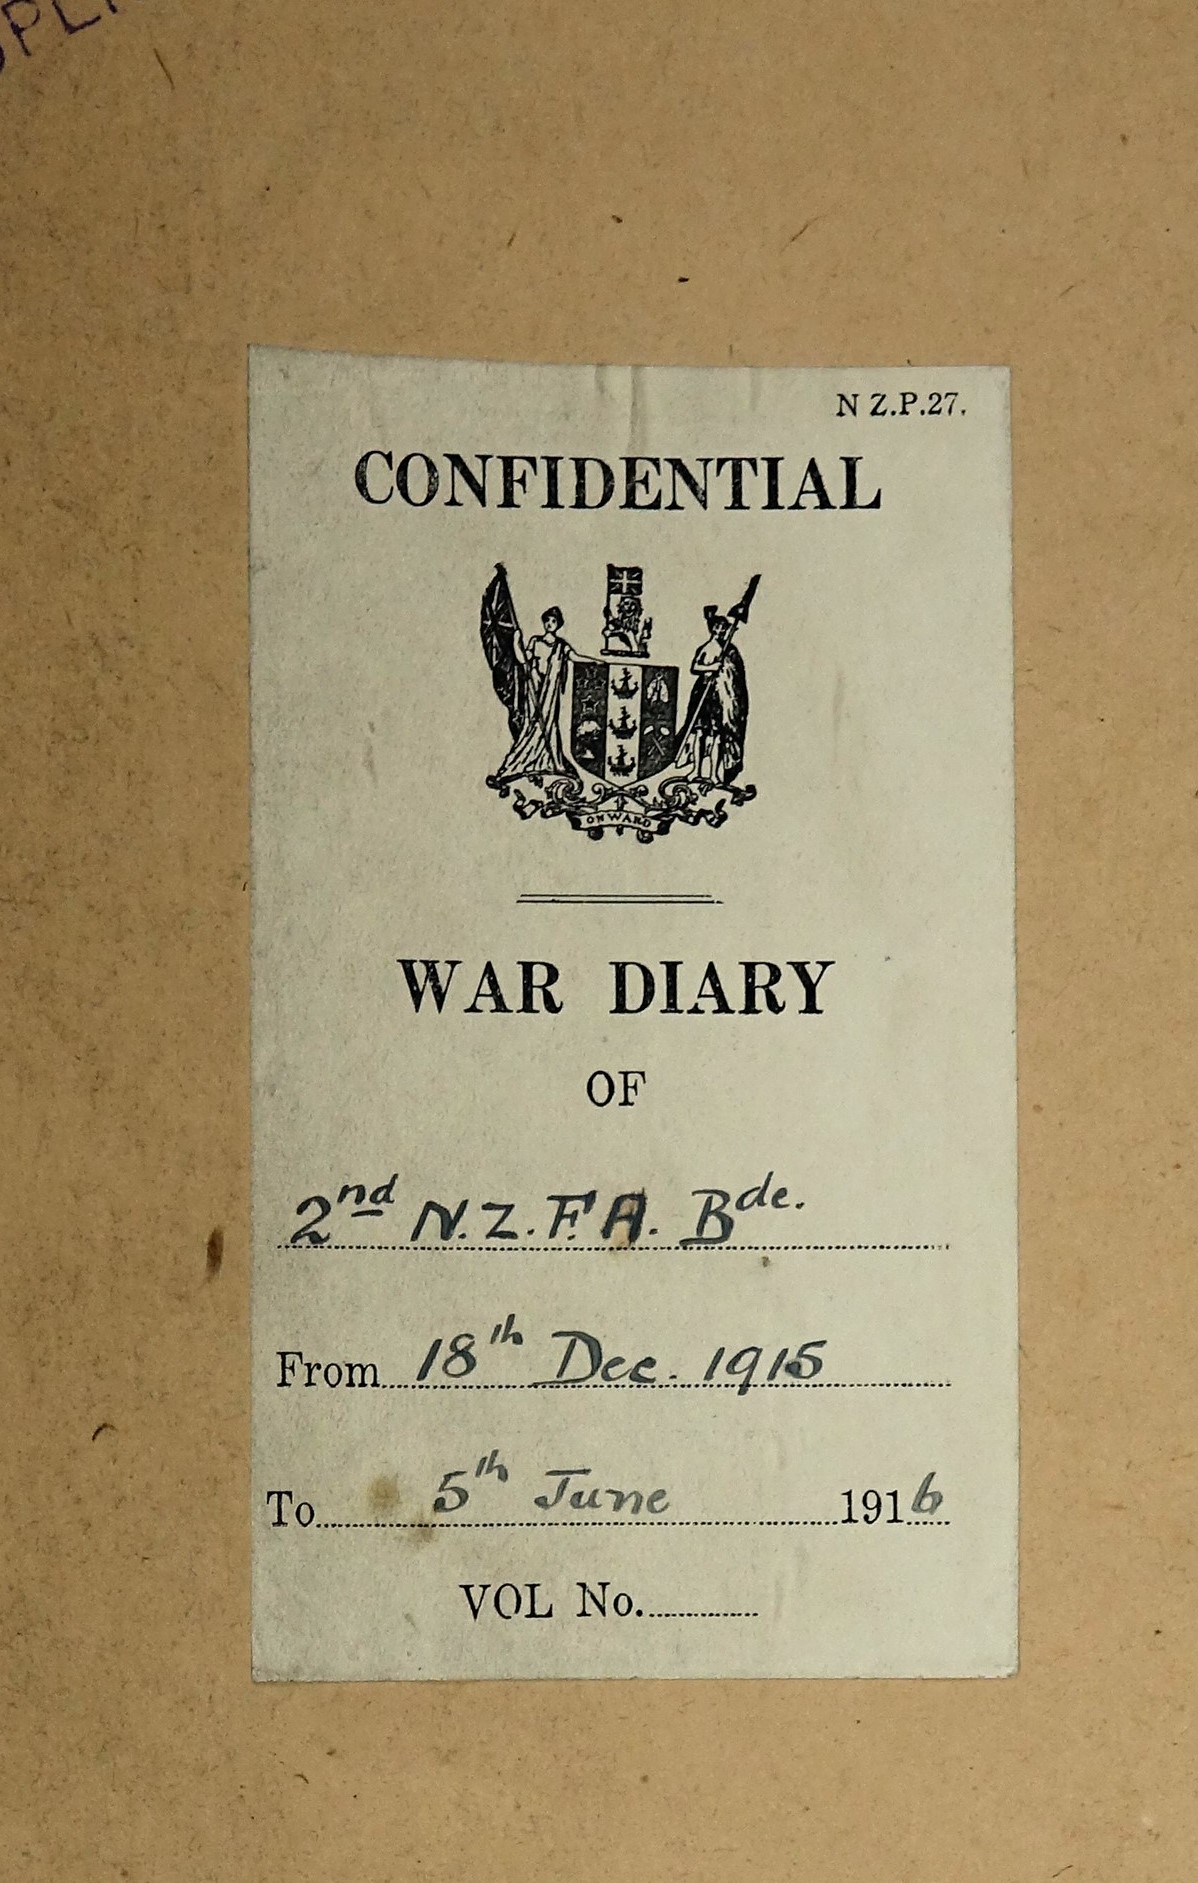 N Z.P.27.
CONFIDENTIAL
ONWARD
WAR DIARY
OF
2nd N.Z.F.A. Bde.
From 18th Dec. 1915
To 5th June 1916
VOL No.